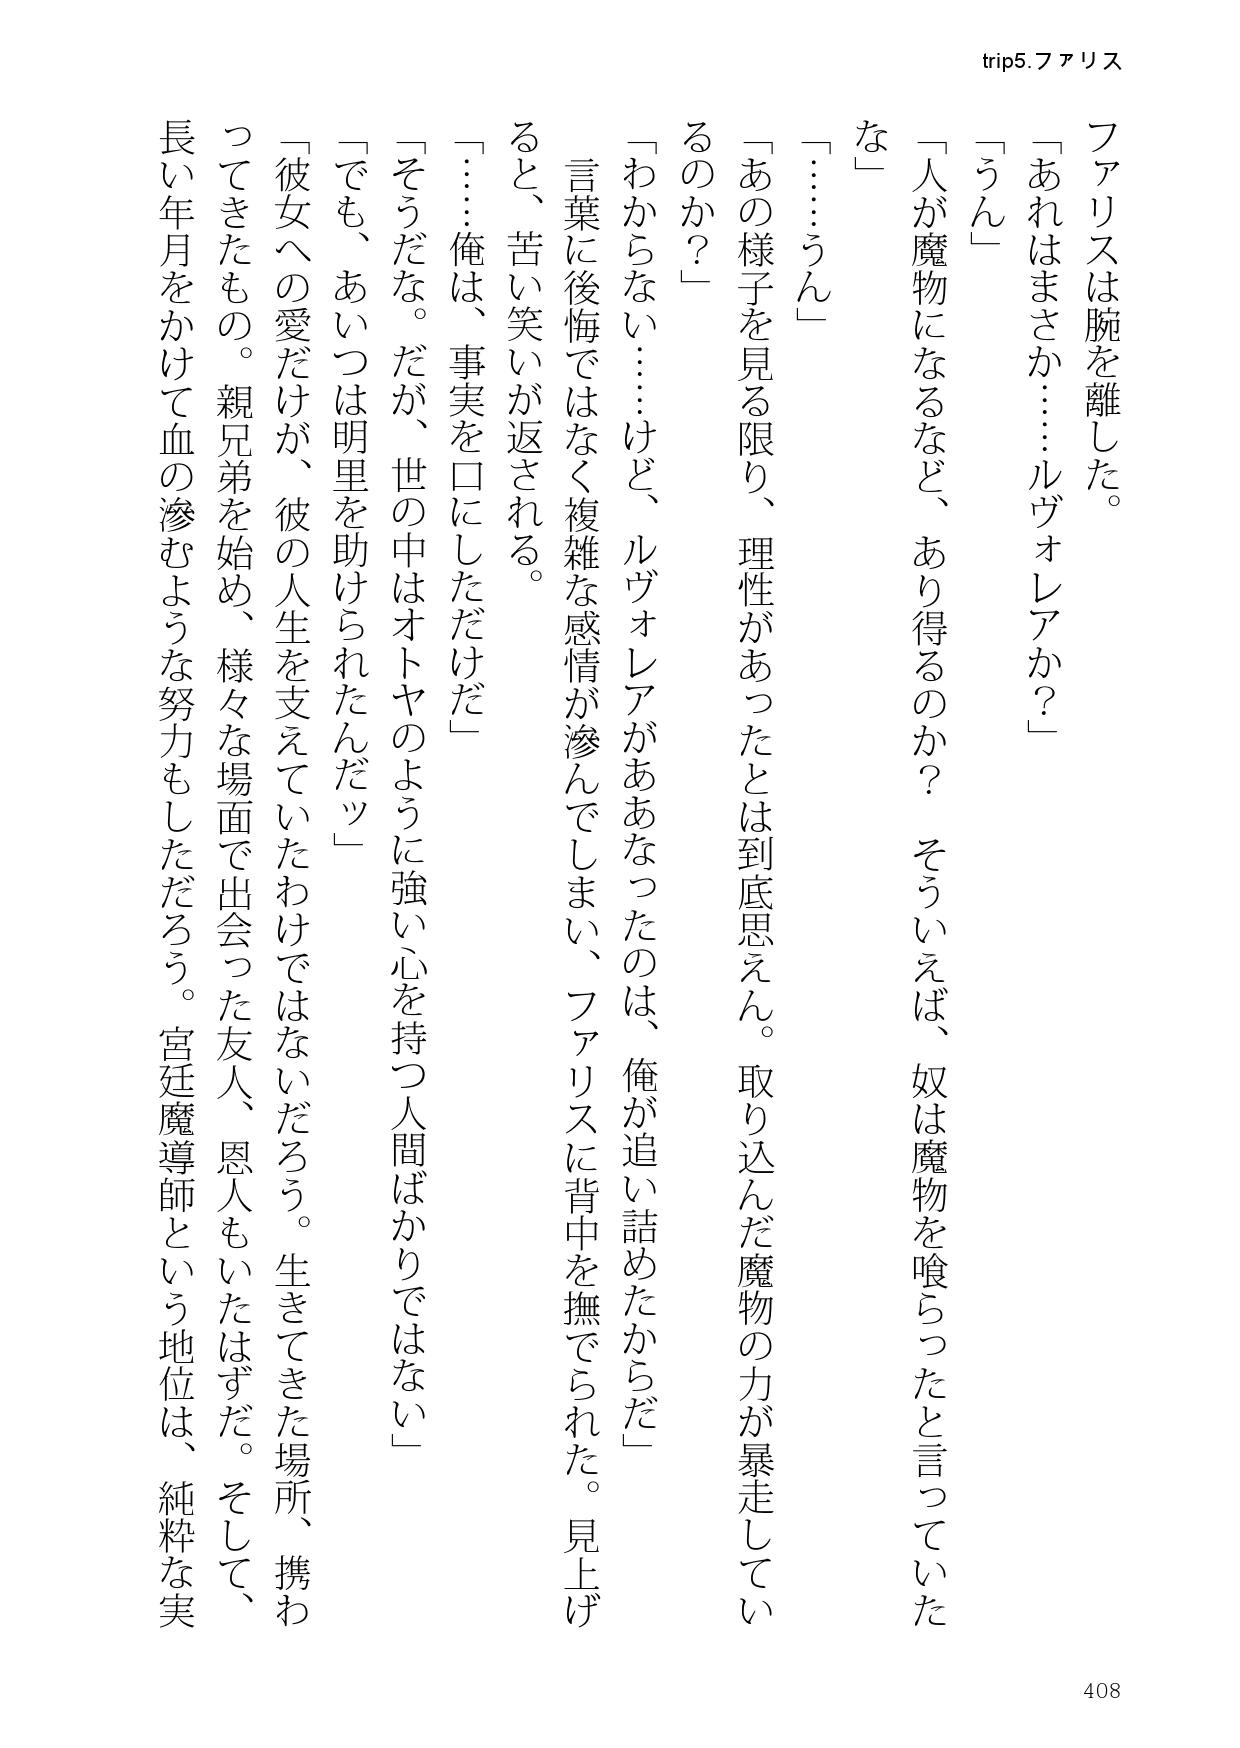 trip5.ファリス
ファリスは腕を離した。
「あれはまさか……ルヴォレアか？」
「うん」
「人が魔物になるなど、あり得るのか？　そういえば、奴は魔物を喰らったと言っていた
な」
「……うん」
「あの様子を見る限り、理性があったとは到底思えん。取り込んだ魔物の力が暴走してい
るのか？」
「わからない……けど、ルヴォレアがああなったのは、俺が追い詰めたからだ」
　言葉に後悔ではなく複雑な感情が滲んでしまい、ファリスに背中を撫でられた。見上げ
ると、苦い笑いが返される。
「……俺は、事実を口にしただけだ」
「そうだな。だが、世の中はオトヤのように強い心を持つ人間ばかりではない」
「でも、あいつは明里を助けられたんだッ」
「彼女への愛だけが、彼の人生を支えていたわけではないだろう。生きてきた場所、携わ
ってきたもの。親兄弟を始め、様々な場面で出会った友人、恩人もいたはずだ。そして、
長い年月をかけて血の滲むような努力もしただろう。宮廷魔導師という地位は、純粋な実
408